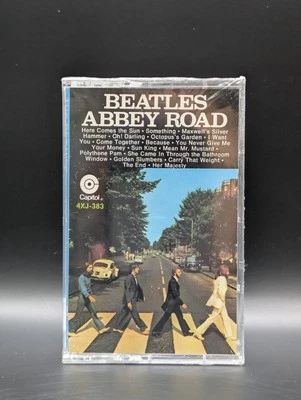 BEATLES
ABBEY ROAD
Here Comes the Sun • Something • Maxwell's Silver
Hammer • Oh! Darling • Octopus's Garden • I Want
You • Come Together • Because • You Never Give Me
Your Money • Sun King • Mean Mr. Mustard •
Polythene Pam • She Came In Through the Bathroom
Window • Golden Slumbers • Carry That Weight •
The End • Her Majesty
Capitol
4XJ-383